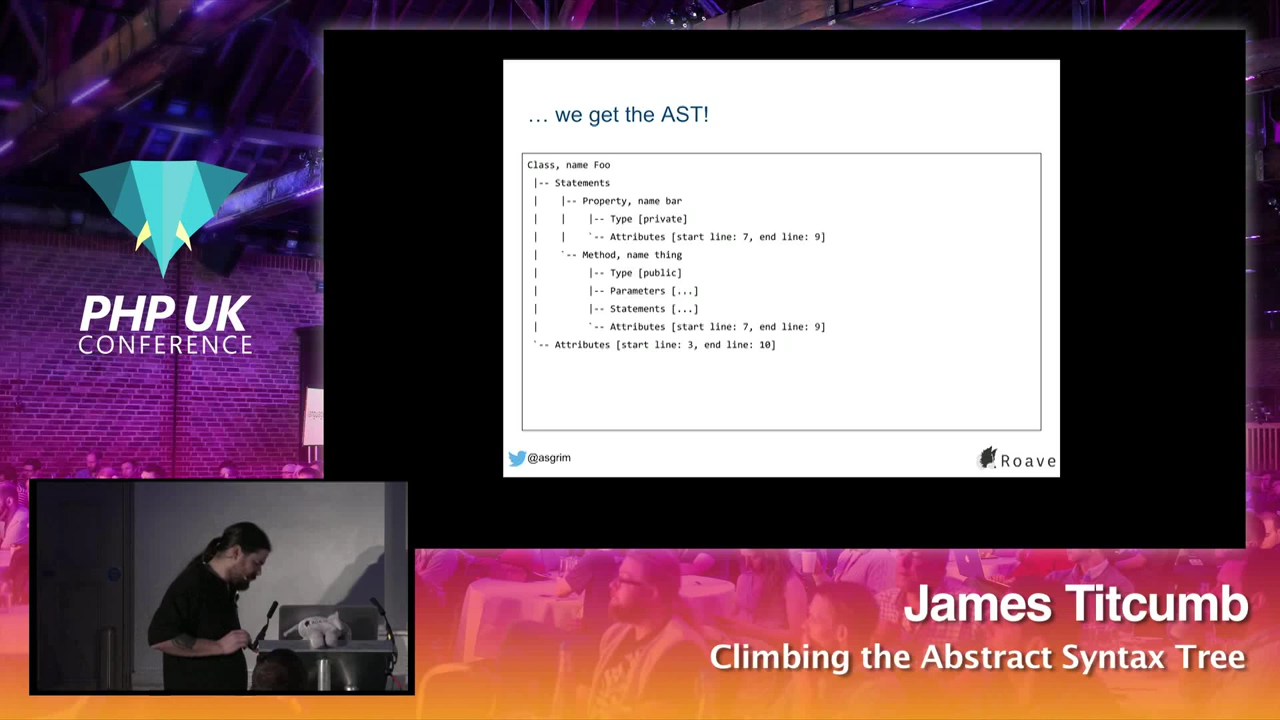 PHP UK
CONFERENCE
… we get the AST!
Class, name Foo
|-- Statements
|   |-- Property, name bar
|   |   |-- Type [private]
|   |   `-- Attributes [start line: 7, end line: 9]
|   `-- Method, name thing
|       |-- Type [public]
|       |-- Parameters [...]
|       |-- Statements [...]
|       `-- Attributes [start line: 7, end line: 9]
`-- Attributes [start line: 3, end line: 10]
@asgrim
Roave
James Titcumb
Climbing the Abstract Syntax Tree